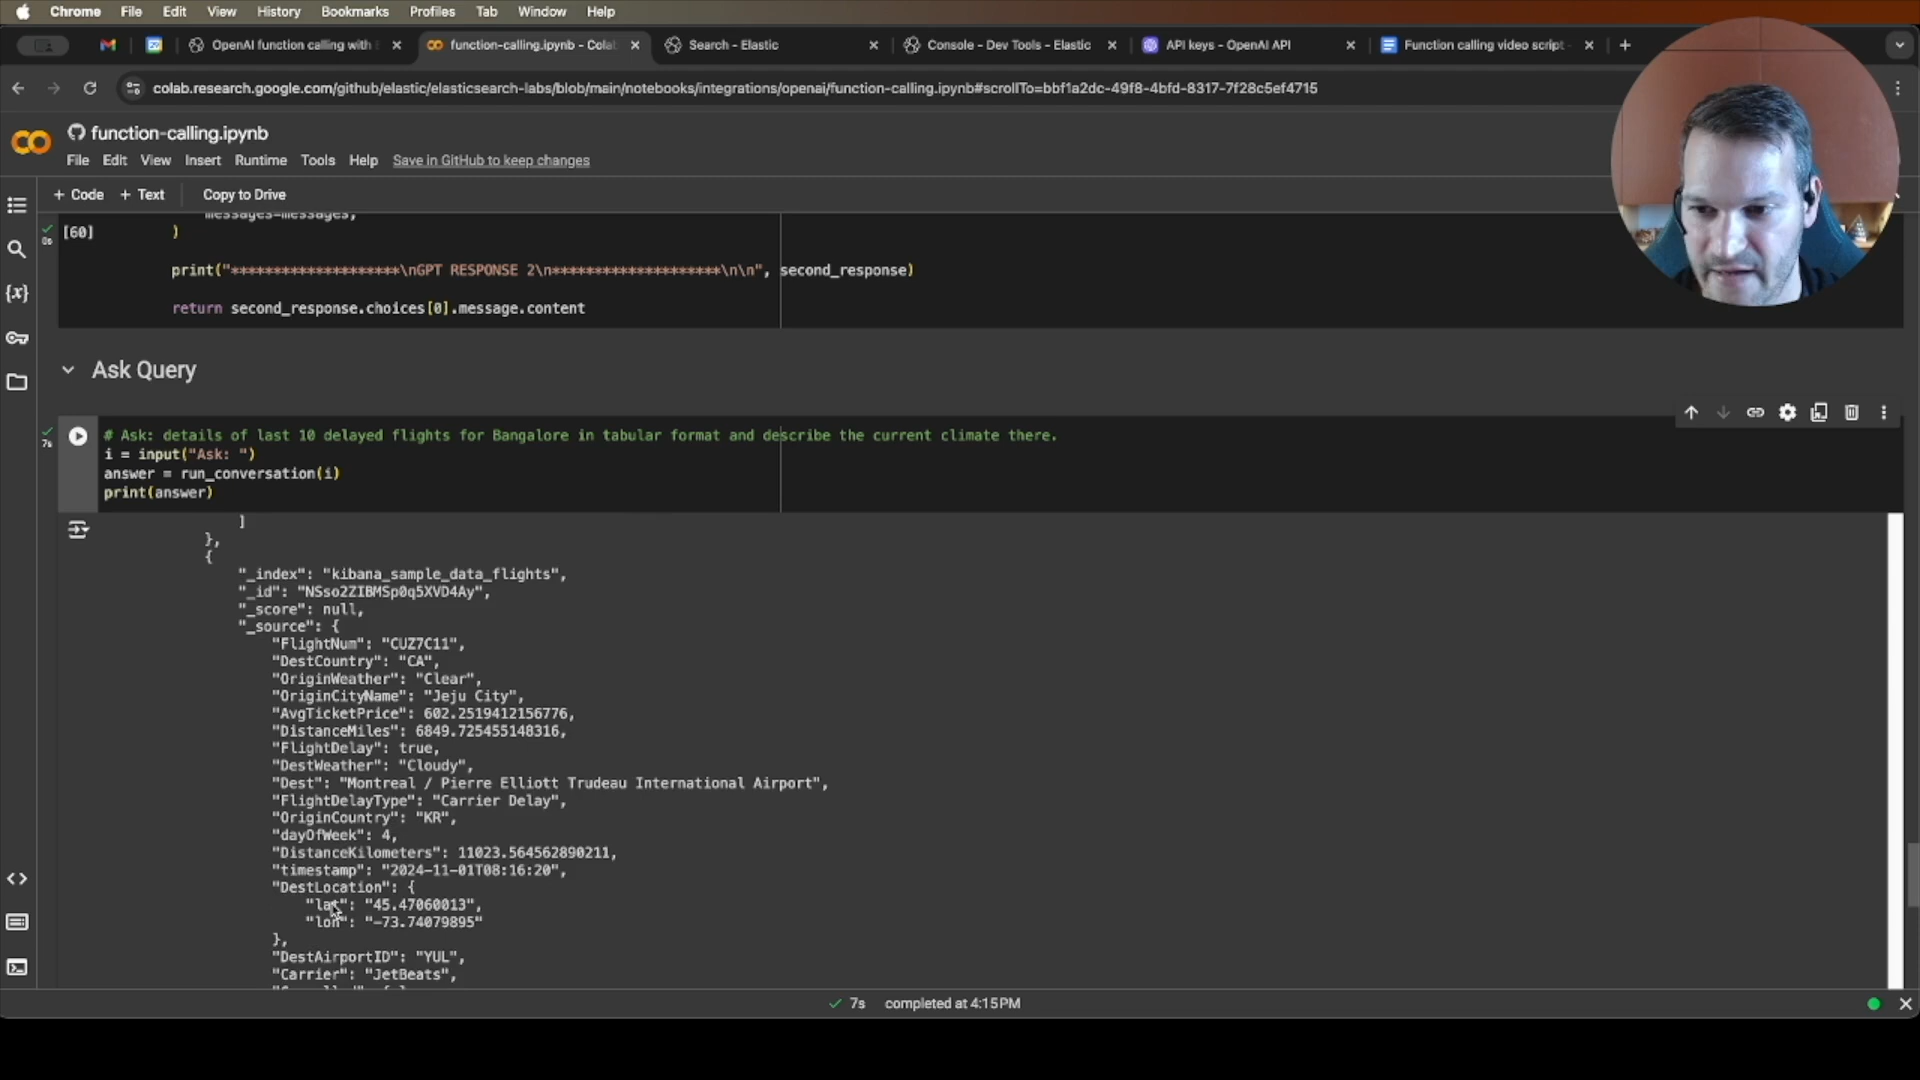 Chrome File Edit View History Bookmarks Profiles Tab Window Help
OpenAI function calling with
function-calling.ipynb - Cola
Search - Elastic
Console - Dev Tools - Elastic
API keys - OpenAI API
Function calling video script
colab.research.google.com/github/elastic/elasticsearch-labs/blob/main/notebooks/integrations/openai/function-calling.ipynb#scrollTo=bbf1a2dc-49f8-4bfd-8317-7f28c5ef4715
function-calling.ipynb
File Edit View Insert Runtime Tools Help Save in GitHub to keep changes
+ Code + Text Copy to Drive
messages=messages,
[60] )
0s
print("********************\nGPT RESPONSE 2\n********************\n\n", second_response)
return second_response.choices[0].message.content
Ask Query
7s
# Ask: details of last 10 delayed flights for Bangalore in tabular format and describe the current climate there.
i = input("Ask: ")
answer = run_conversation(i)
print(answer)
]
},
{
"_index": "kibana_sample_data_flights",
"_id": "NSso2ZIBMSp0q5XVD4Ay",
"_score": null,
"_source": {
"FlightNum": "CUZ7C11",
"DestCountry": "CA",
"OriginWeather": "Clear",
"OriginCityName": "Jeju City",
"AvgTicketPrice": 602.2519412156776,
"DistanceMiles": 6849.725455148316,
"FlightDelay": true,
"DestWeather": "Cloudy",
"Dest": "Montreal / Pierre Elliott Trudeau International Airport",
"FlightDelayType": "Carrier Delay",
"OriginCountry": "KR",
"dayOfWeek": 4,
"DistanceKilometers": 11023.564562890211,
"timestamp": "2024-11-01T08:16:20",
"DestLocation": {
"lat": "45.47060013",
"lon": "-73.74079895"
},
"DestAirportID": "YUL",
"Carrier": "JetBeats",
7s completed at 4:15 PM